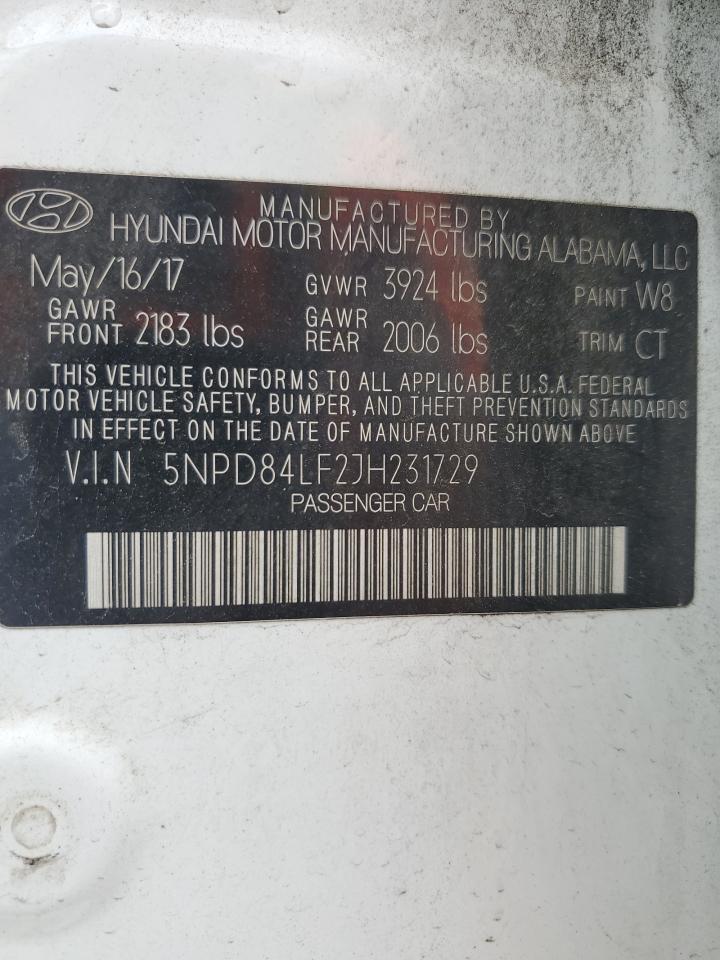 MANUFACTURED BY
HYUNDAI MOTOR MANUFACTURING ALABAMA, LLC
May/16/17 GVWR 3924 lbs PAINT W8
GAWR FRONT 2183 lbs GAWR REAR 2006 lbs TRIM CT
THIS VEHICLE CONFORMS TO ALL APPLICABLE U.S.A. FEDERAL
MOTOR VEHICLE SAFETY, BUMPER, AND THEFT PREVENTION STANDARDS
IN EFFECT ON THE DATE OF MANUFACTURE SHOWN ABOVE
V.I.N 5NPD84LF2JH231729
PASSENGER CAR